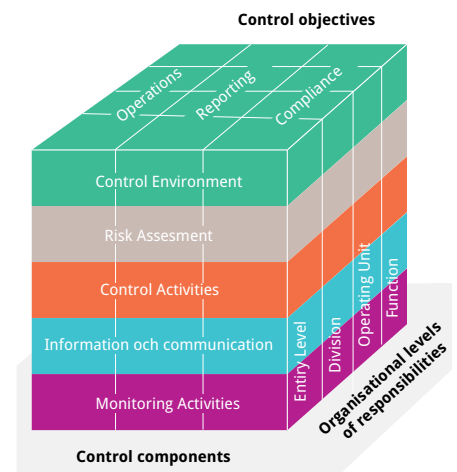 Control objectives
Operations
Reporting
Compliance
Control Environment
Risk Assesment
Control Activities
Information och communication
Monitoring Activities
Entiry Level
Division
Operating Unit
Function
Organisational levels
of responsibilities
Control components